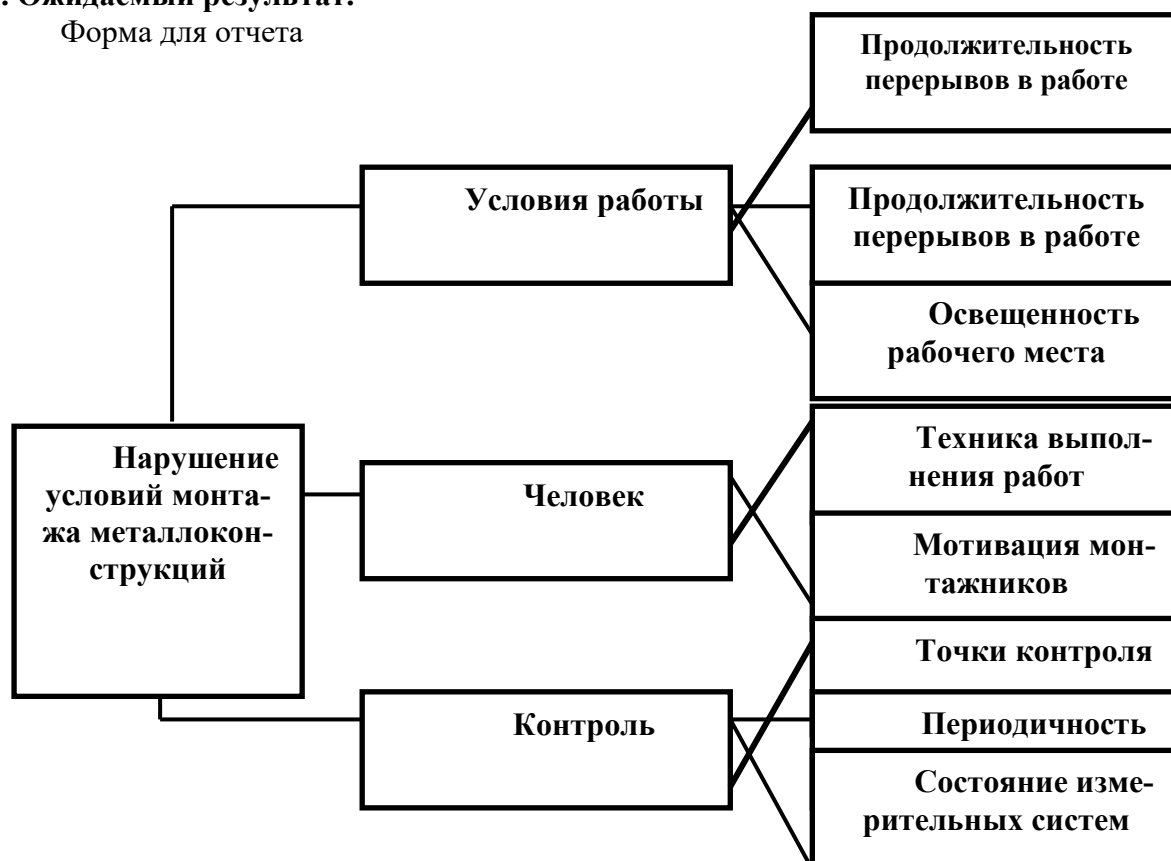 . Ожидаемый результат:
Форма для отчета
Продолжительность
перерывов в работе
Условия работы
Продолжительность
перерывов в работе
Освещенность
рабочего места
Нарушение
условий монта-
жа металлокон-
струкций
Человек
Техника выпол-
нения работ
Мотивация мон-
тажников
Контроль
Точки контроля
Периодичность
Состояние изме-
рительных систем